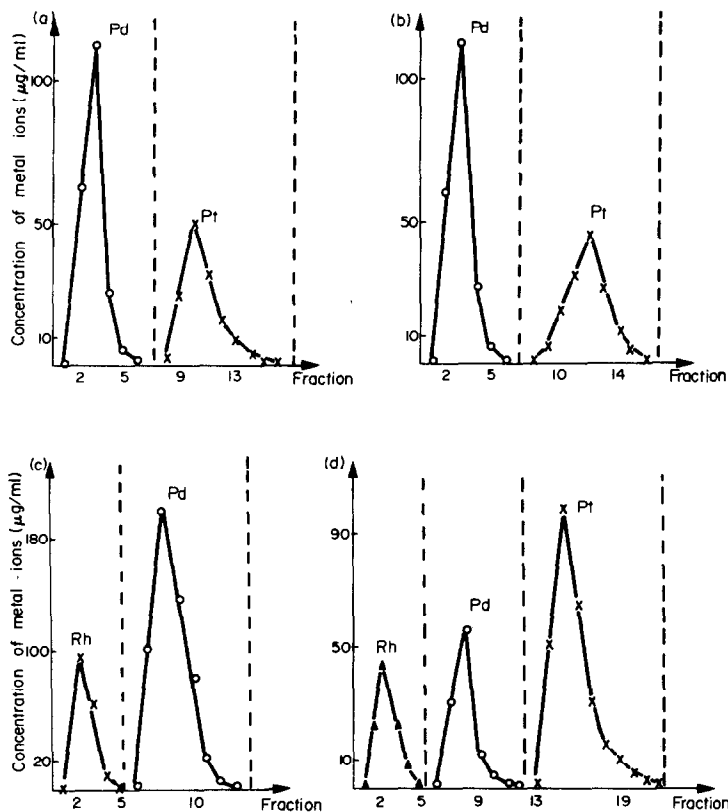 (a)
Pd
Pt
Concentration of metal ions (μg/ml)
100
50
10
2 5 9 13 Fraction
(b)
Pd
Pt
100
50
10
2 5 10 14 Fraction
(c)
Rh
Pd
Concentration of metal - ions (μg/ml)
180
100
20
2 5 10 Fraction
(d)
Rh
Pd
Pt
90
50
10
2 5 9 13 19 Fraction